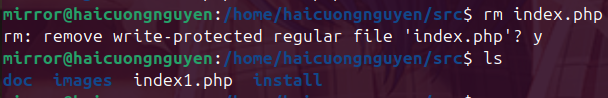 mirror@haicuongnguyen:/home/haicuongnguyen/src$ rm index.php
rm: remove write-protected regular file 'index.php'? y
mirror@haicuongnguyen:/home/haicuongnguyen/src$ ls
doc images index1.php install